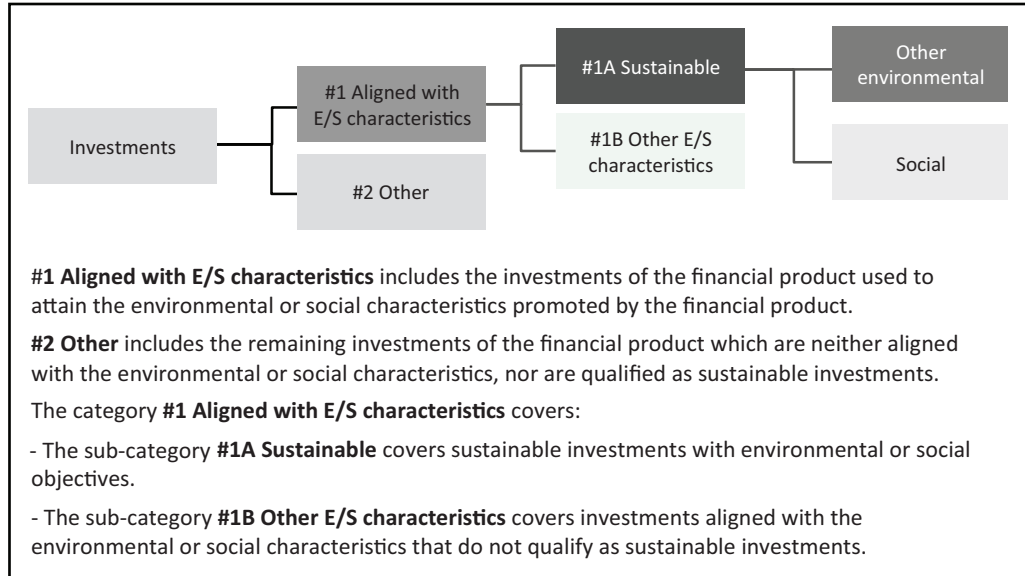 Investments
#1 Aligned with
E/S characteristics
#2 Other
#1A Sustainable
#1B Other E/S
characteristics
Other
environmental
Social
#1 Aligned with E/S characteristics includes the investments of the financial product used to
attain the environmental or social characteristics promoted by the financial product.
#2 Other includes the remaining investments of the financial product which are neither aligned
with the environmental or social characteristics, nor are qualified as sustainable investments.
The category #1 Aligned with E/S characteristics covers:
- The sub-category #1A Sustainable covers sustainable investments with environmental or social
objectives.
- The sub-category #1B Other E/S characteristics covers investments aligned with the
environmental or social characteristics that do not qualify as sustainable investments.